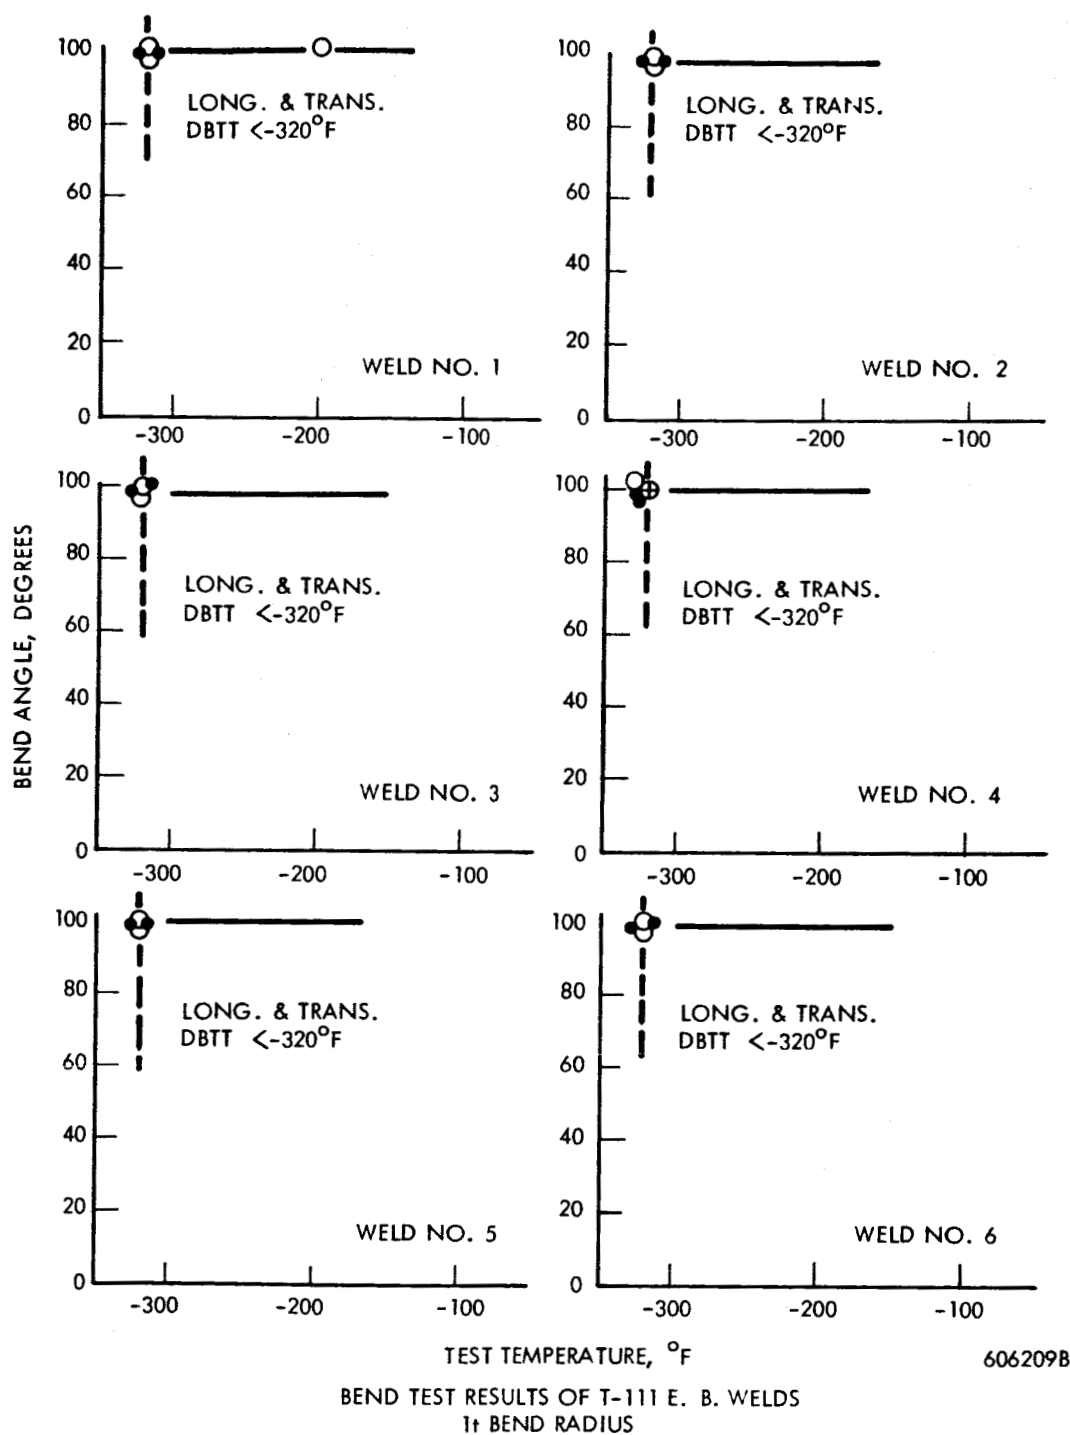 100
80
60
40
20
0
LONG. & TRANS.
DBTT <-320°F
WELD NO. 1
-300 -200 -100
100
80
60
40
20
0
LONG. & TRANS.
DBTT <-320°F
WELD NO. 2
-300 -200 -100
BEND ANGLE, DEGREES
100
80
60
40
20
0
LONG. & TRANS.
DBTT <-320°F
WELD NO. 3
-300 -200 -100
100
80
60
40
20
0
LONG. & TRANS.
DBTT <-320°F
WELD NO. 4
-300 -200 -100
100
80
60
40
20
0
LONG. & TRANS.
DBTT <-320°F
WELD NO. 5
-300 -200 -100
100
80
60
40
20
0
LONG. & TRANS.
DBTT <-320°F
WELD NO. 6
-300 -200 -100
TEST TEMPERATURE, °F
606209B
BEND TEST RESULTS OF T-111 E. B. WELDS
1t BEND RADIUS